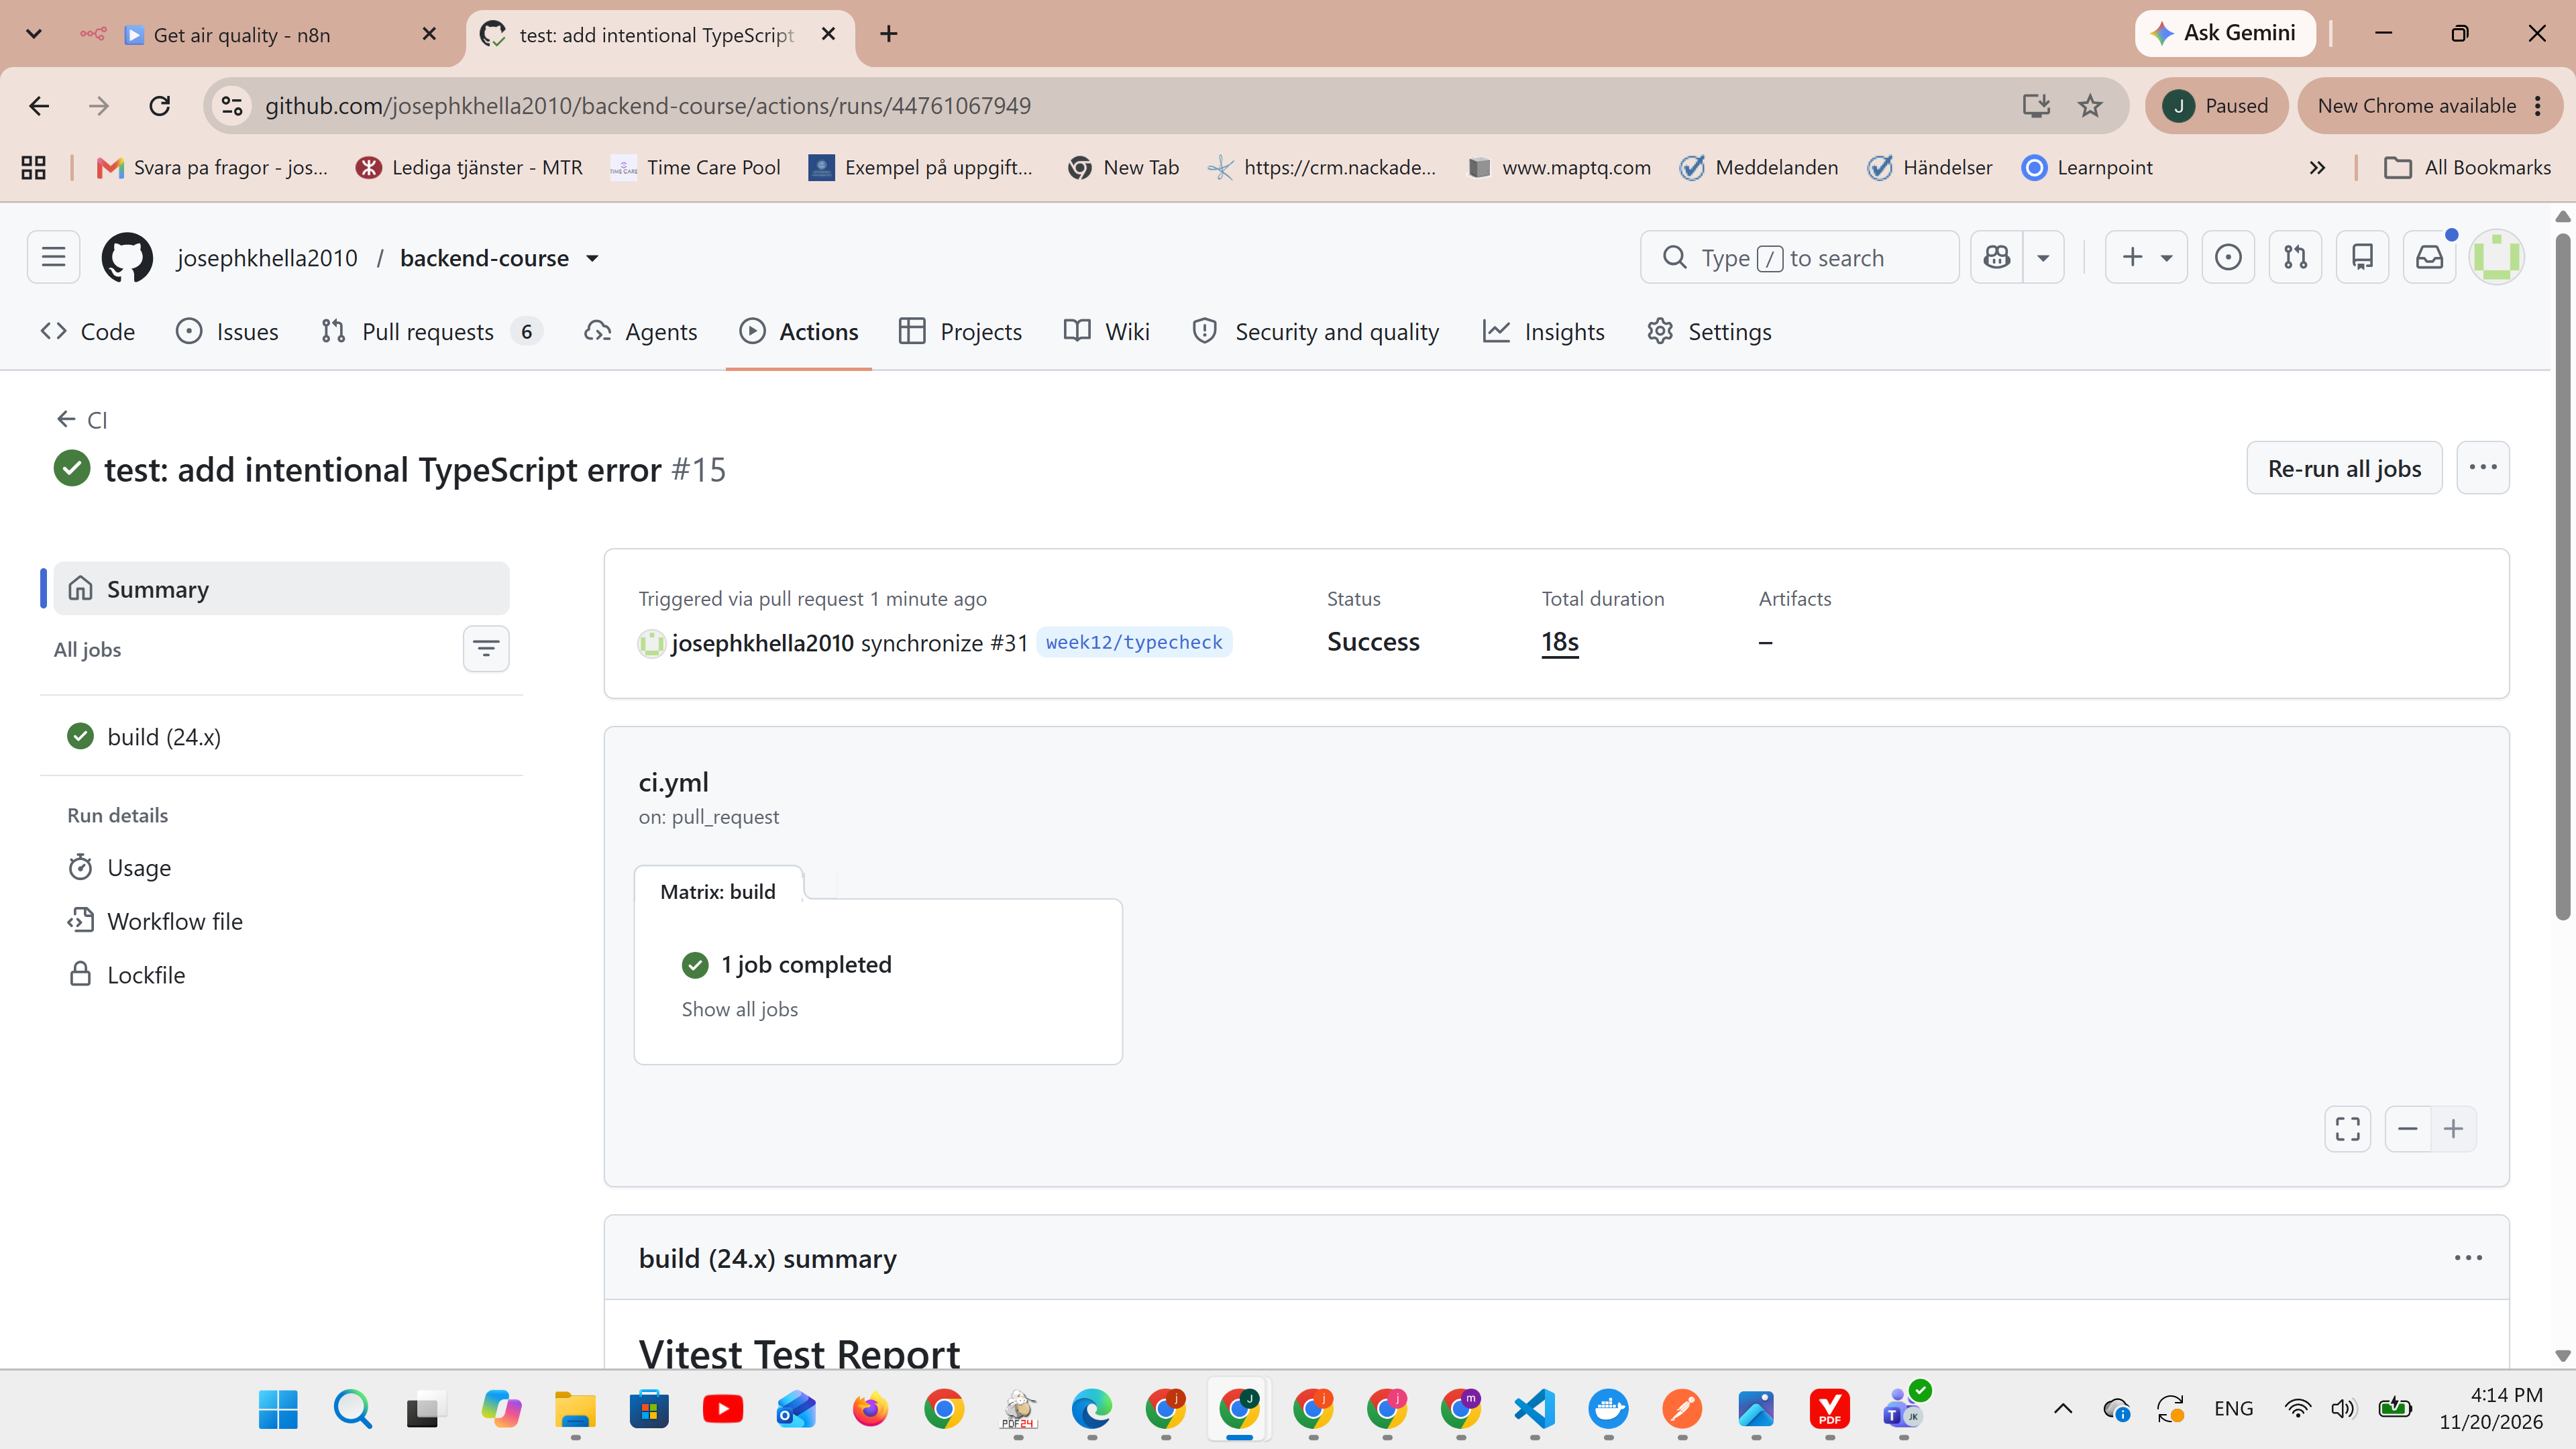 Get air quality - n8n
test: add intentional TypeScript
Ask Gemini
github.com/josephkhella2010/backend-course/actions/runs/44761067949
J Paused
New Chrome available
Svara pa fragor - jos...
Lediga tjänster - MTR
TIME CARE
Time Care Pool
Exempel på uppgift...
New Tab
https://crm.nackade...
www.maptq.com
Meddelanden
Händelser
Learnpoint
All Bookmarks
josephkhella2010 / backend-course
Type / to search
Code
Issues
Pull requests 6
Agents
Actions
Projects
Wiki
Security and quality
Insights
Settings
CI
test: add intentional TypeScript error #15
Re-run all jobs
Summary
All jobs
build (24.x)
Run details
Usage
Workflow file
Lockfile
Triggered via pull request 1 minute ago
josephkhella2010 synchronize #31 week12/typecheck
Status
Success
Total duration
18s
Artifacts
–
ci.yml
on: pull_request
Matrix: build
1 job completed
Show all jobs
build (24.x) summary
Vitest Test Report
PDF24
j
J
j
j
m
PDF
T JK
ENG
4:14 PM
11/20/2026